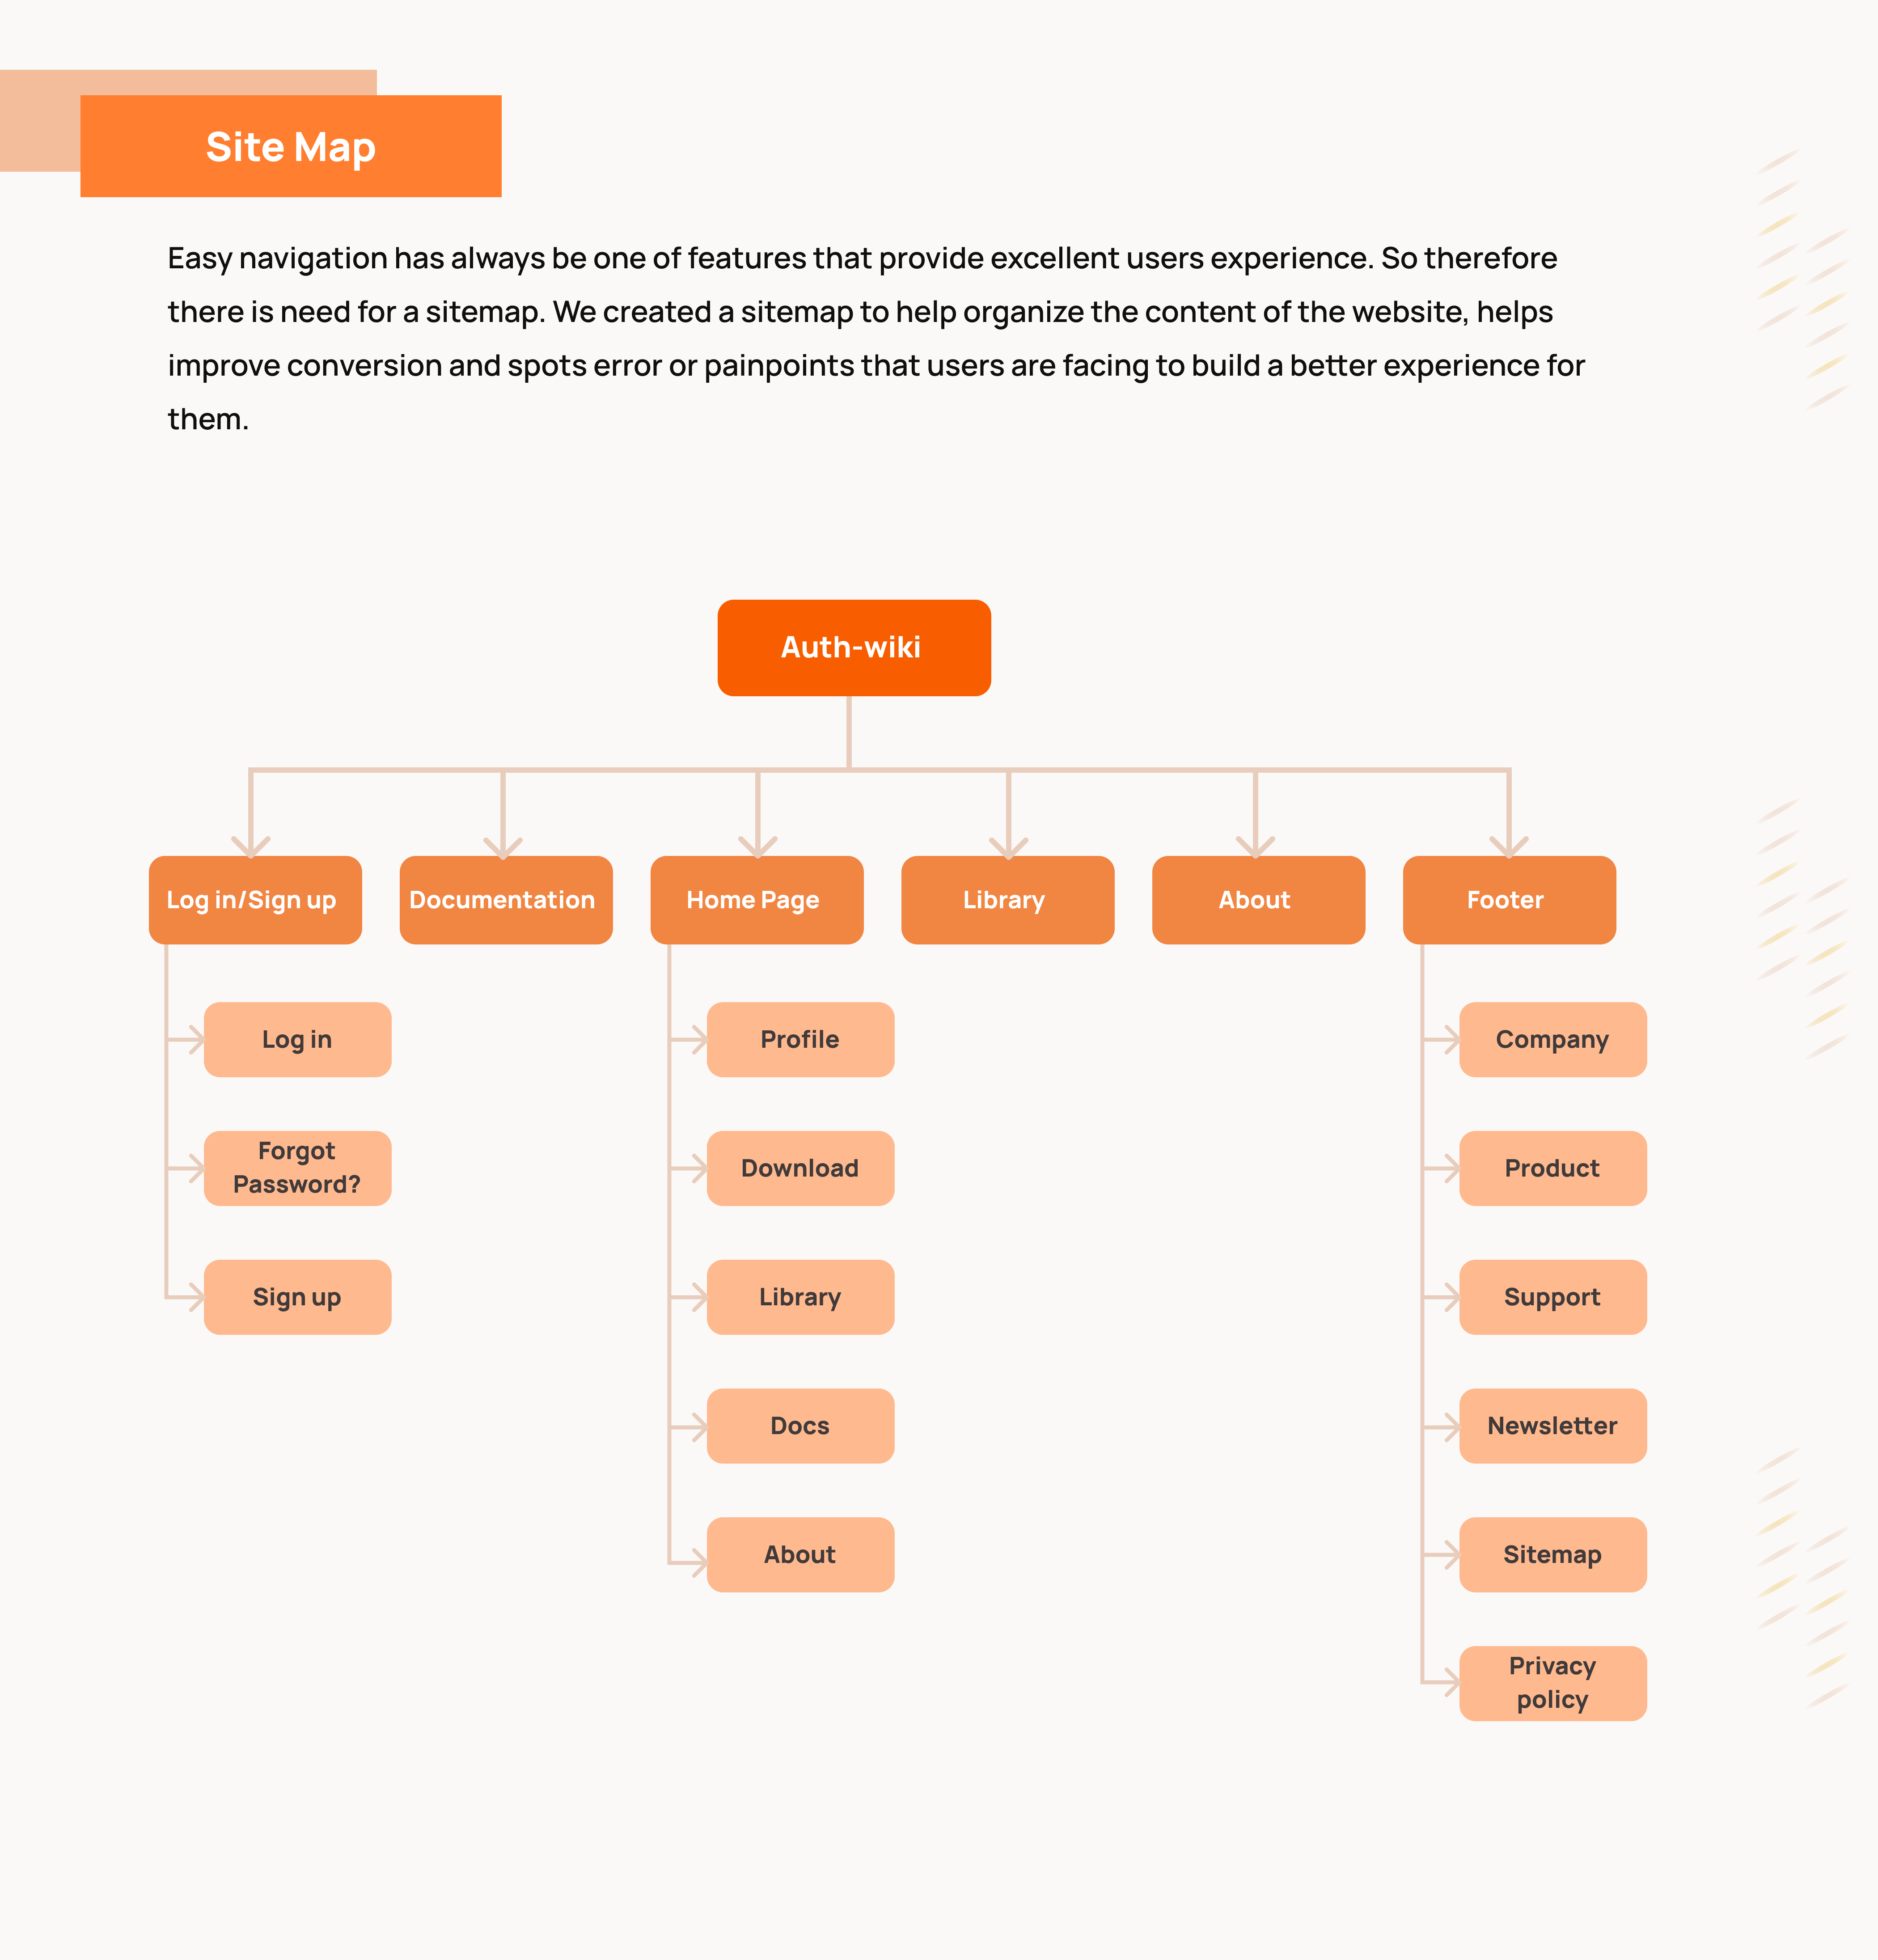 Site Map
Easy navigation has always be one of features that provide excellent users experience. So therefore
there is need for a sitemap. We created a sitemap to help organize the content of the website, helps
improve conversion and spots error or painpoints that users are facing to build a better experience for
them.
Auth-wiki
Log in/Sign up
Documentation
Home Page
Library
About
Footer
Log in
Forgot
Password?
Sign up
Profile
Download
Library
Docs
About
Company
Product
Support
Newsletter
Sitemap
Privacy
policy